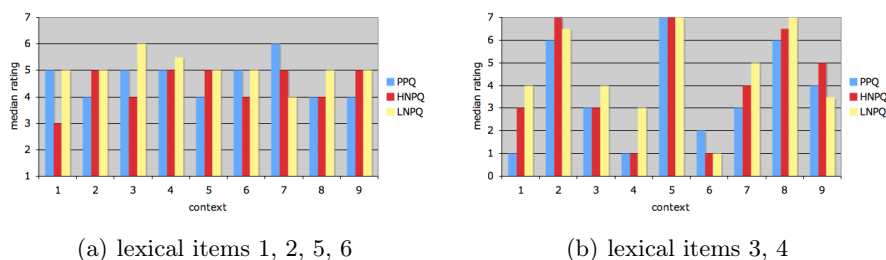 7
6
5
4
3
2
1
median rating
1 2 3 4 5 6 7 8 9
context
PPQ
HNPQ
LNPQ
(a) lexical items 1, 2, 5, 6
7
6
5
4
3
2
1
0
median rating
1 2 3 4 5 6 7 8 9
context
PPQ
HNPQ
LNPQ
(b) lexical items 3, 4